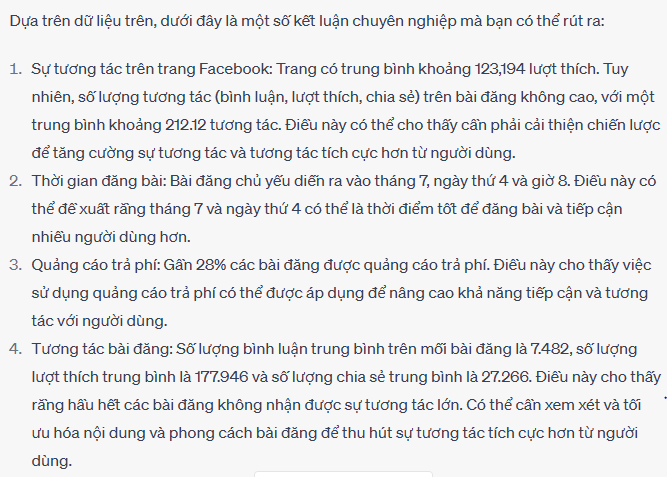 Dựa trên dữ liệu trên, dưới đây là một số kết luận chuyên nghiệp mà bạn có thể rút ra:
1. Sự tương tác trên trang Facebook: Trang có trung bình khoảng 123,194 lượt thích. Tuy
nhiên, số lượng tương tác (bình luận, lượt thích, chia sẻ) trên bài đăng không cao, với một
trung bình khoảng 212.12 tương tác. Điều này có thể cho thấy cần phải cải thiện chiến lược
để tăng cường sự tương tác và tương tác tích cực hơn từ người dùng.
2. Thời gian đăng bài: Bài đăng chủ yếu diễn ra vào tháng 7, ngày thứ 4 và giờ 8. Điều này có
thể đề xuất rằng tháng 7 và ngày thứ 4 có thể là thời điểm tốt để đăng bài và tiếp cận
nhiều người dùng hơn.
3. Quảng cáo trả phí: Gần 28% các bài đăng được quảng cáo trả phí. Điều này cho thấy việc
sử dụng quảng cáo trả phí có thể được áp dụng để nâng cao khả năng tiếp cận và tương
tác với người dùng.
4. Tương tác bài đăng: Số lượng bình luận trung bình trên mỗi bài đăng là 7.482, số lượng
lượt thích trung bình là 177.946 và số lượng chia sẻ trung bình là 27.266. Điều này cho thấy
rằng hầu hết các bài đăng không nhận được sự tương tác lớn. Có thể cần xem xét và tối
ưu hóa nội dung và phong cách bài đăng để thu hút sự tương tác tích cực hơn từ người
dùng.